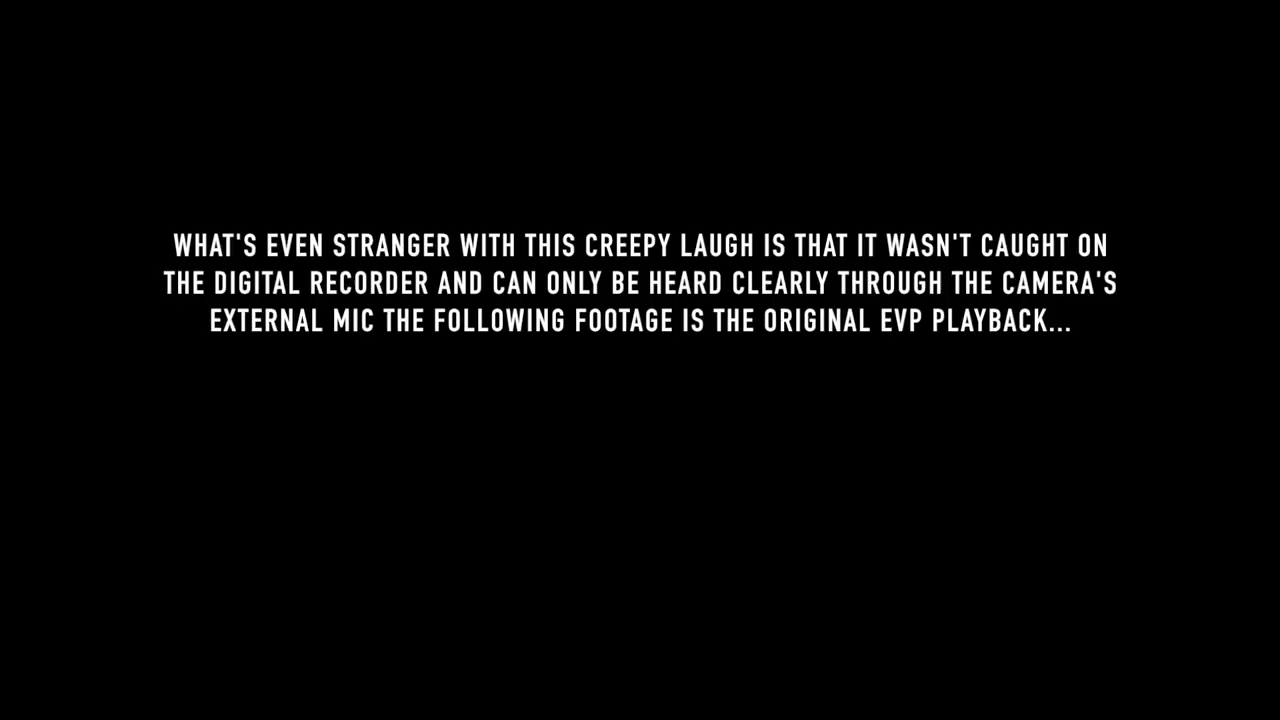 WHAT'S EVEN STRANGER WITH THIS CREEPY LAUGH IS THAT IT WASN'T CAUGHT ON
THE DIGITAL RECORDER AND CAN ONLY BE HEARD CLEARLY THROUGH THE CAMERA'S
EXTERNAL MIC THE FOLLOWING FOOTAGE IS THE ORIGINAL EVP PLAYBACK...